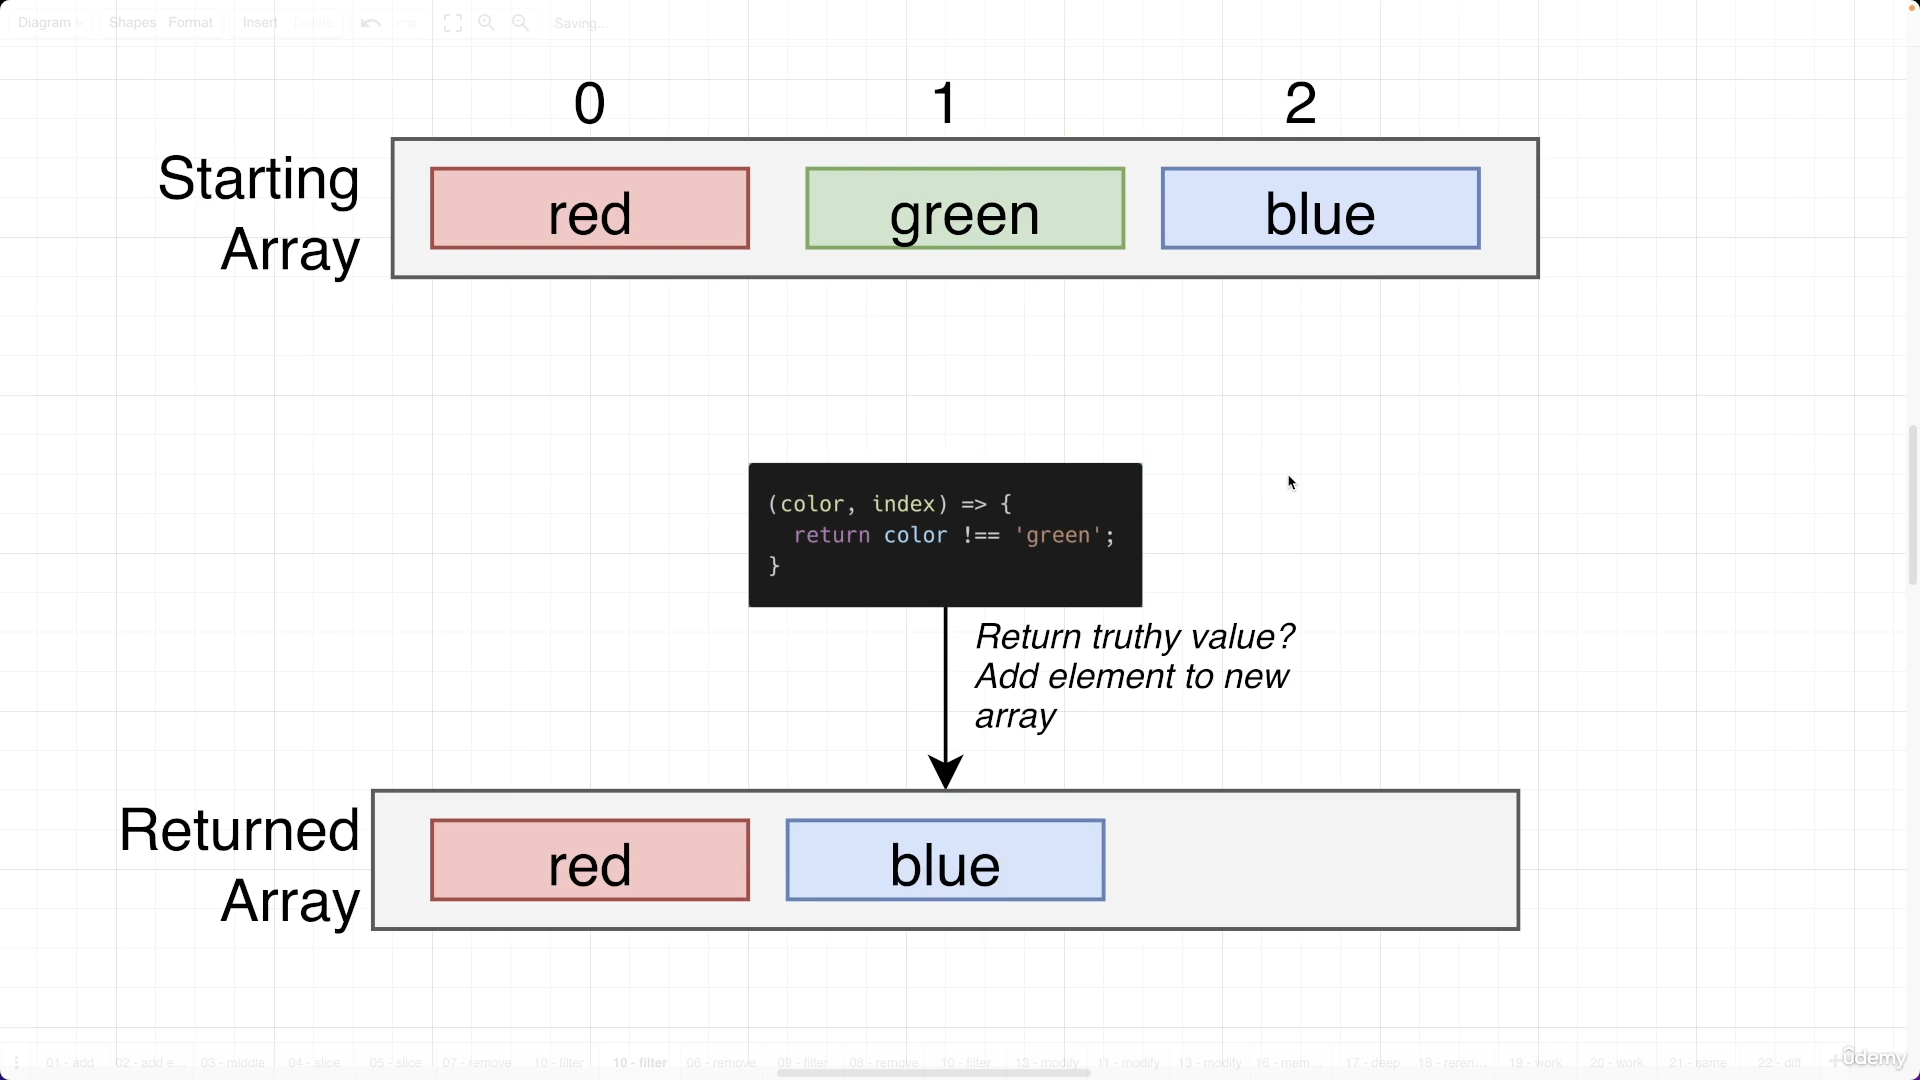 Diagram Shapes Format Insert Delete Saving...
0 1 2
Starting
Array
red green blue
(color, index) => {
return color !== 'green';
}
Return truthy value?
Add element to new
array
Returned
Array
red blue
01 - add 02 - add e... 03 - middle 04 - slice 05 - slice 07 - remove 10 - filter 10 - filter 06 - remove 09 - filter 08 - remove 10 - filter 13 - modify 11 - modify 13 - modify 16 - mem... 17 - deep 18 - reren... 19 - work 20 - work 21 - same 22 - diff
ûdemy